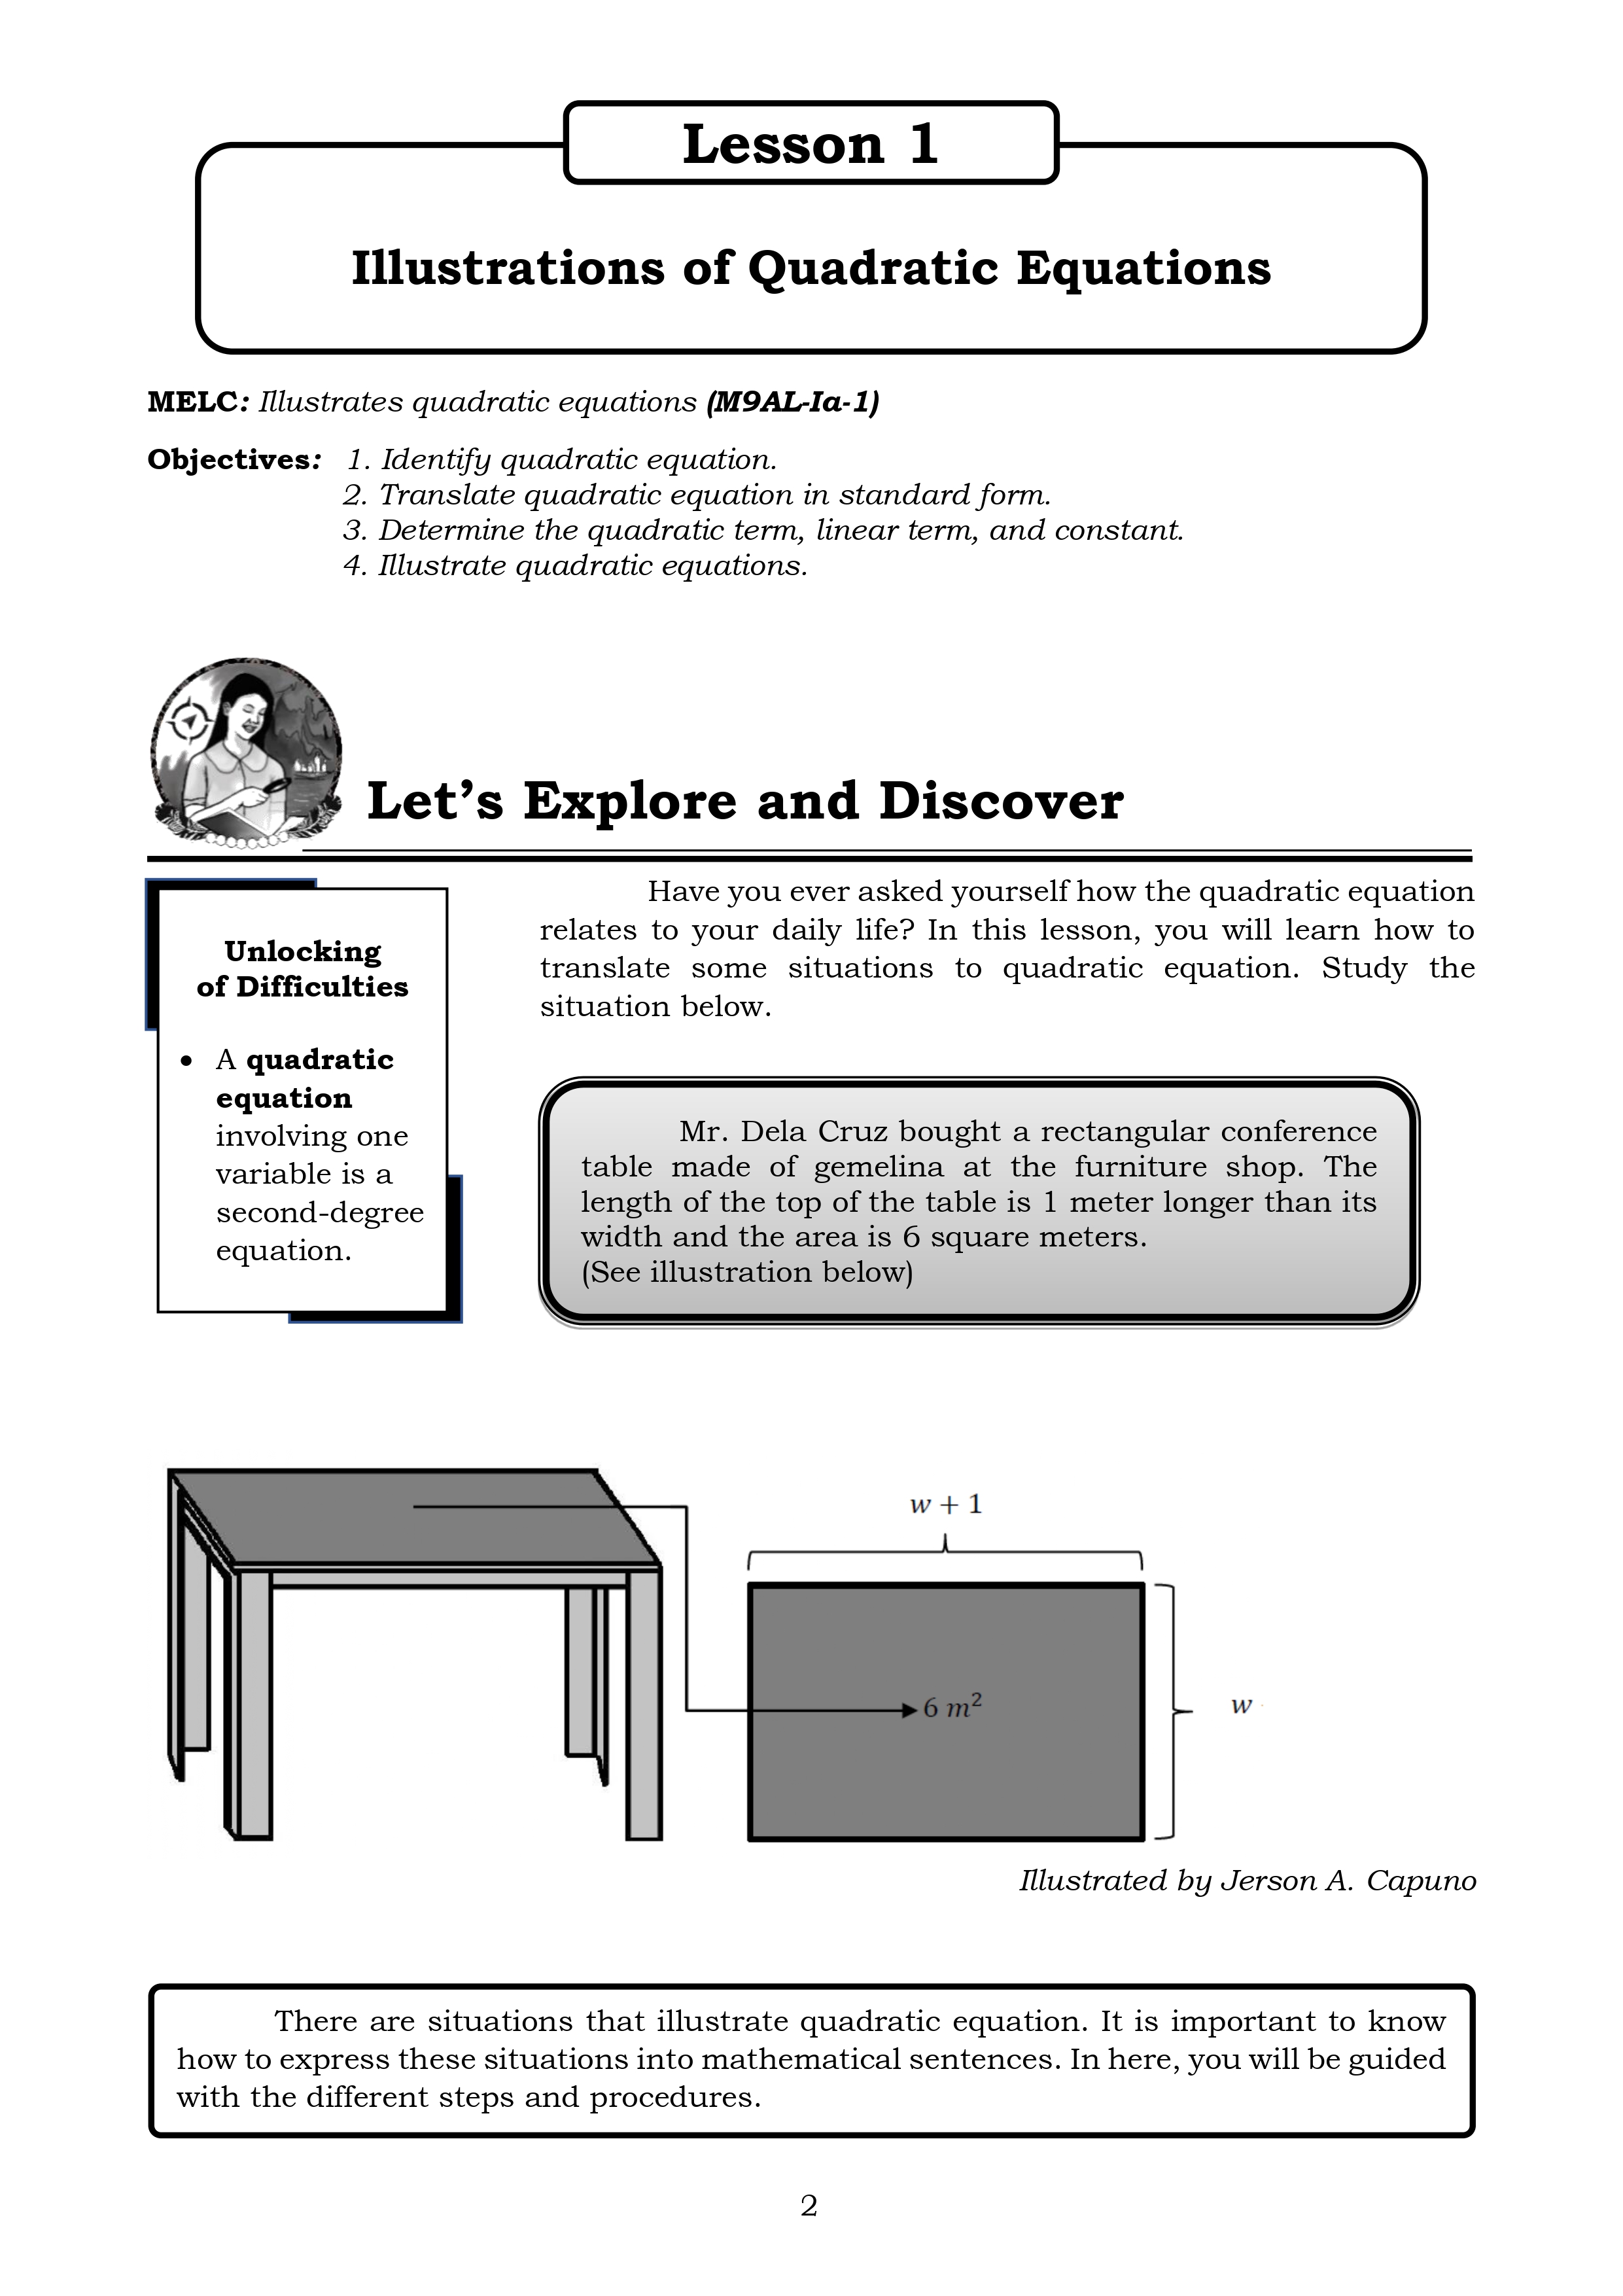 Lesson 1
Illustrations of Quadratic Equations
MELC: Illustrates quadratic equations (M9AL-Ia-1)
Objectives: 1. Identify quadratic equation.
2. Translate quadratic equation in standard form.
3. Determine the quadratic term, linear term, and constant.
4. Illustrate quadratic equations.
Let’s Explore and Discover
Unlocking
of Difficulties
• A quadratic
equation
involving one
variable is a
second-degree
equation.
Have you ever asked yourself how the quadratic equation
relates to your daily life? In this lesson, you will learn how to
translate some situations to quadratic equation. Study the
situation below.
Mr. Dela Cruz bought a rectangular conference
table made of gemelina at the furniture shop. The
length of the top of the table is 1 meter longer than its
width and the area is 6 square meters.
(See illustration below)
w + 1
6 m²
w
Illustrated by Jerson A. Capuno
There are situations that illustrate quadratic equation. It is important to know
how to express these situations into mathematical sentences. In here, you will be guided
with the different steps and procedures.
2